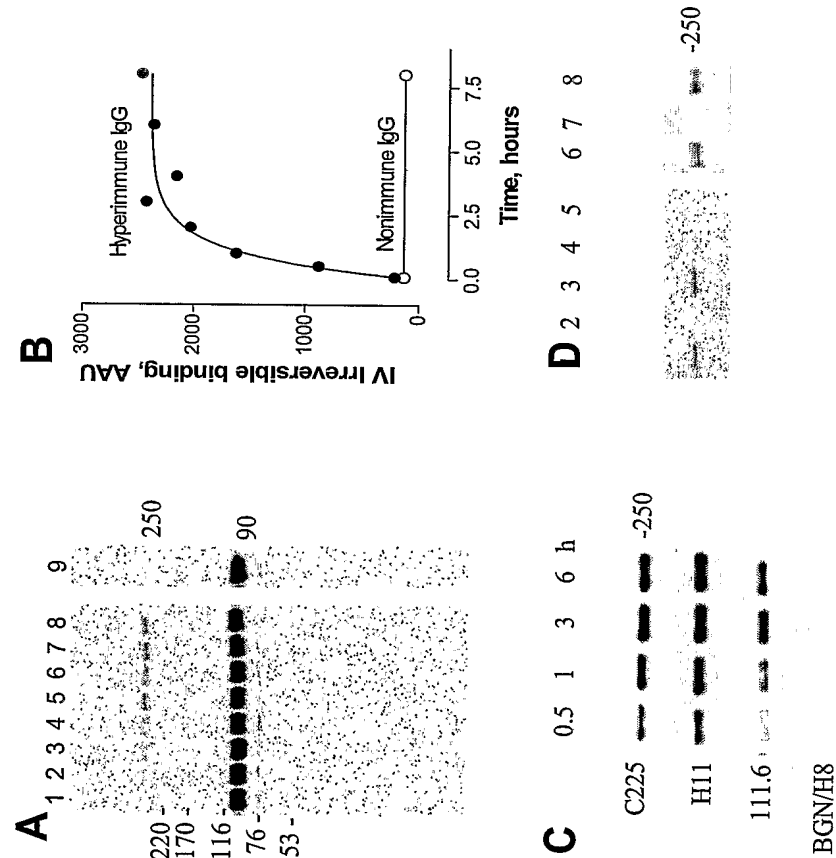 A
1 2 3 4 5 6 7 8 9
220-
170-
116-
76-
53-
250
90
B
IV Irreversible binding, AAU
3000
2000
1000
0
Hyperimmune IgG
Nonimmune IgG
0.0 2.5 5.0 7.5
Time, hours
C
0.5 1 3 6 h
C225
H11
111.6
BGN/H8
-250
D
2 3 4 5 6 7 8
-250